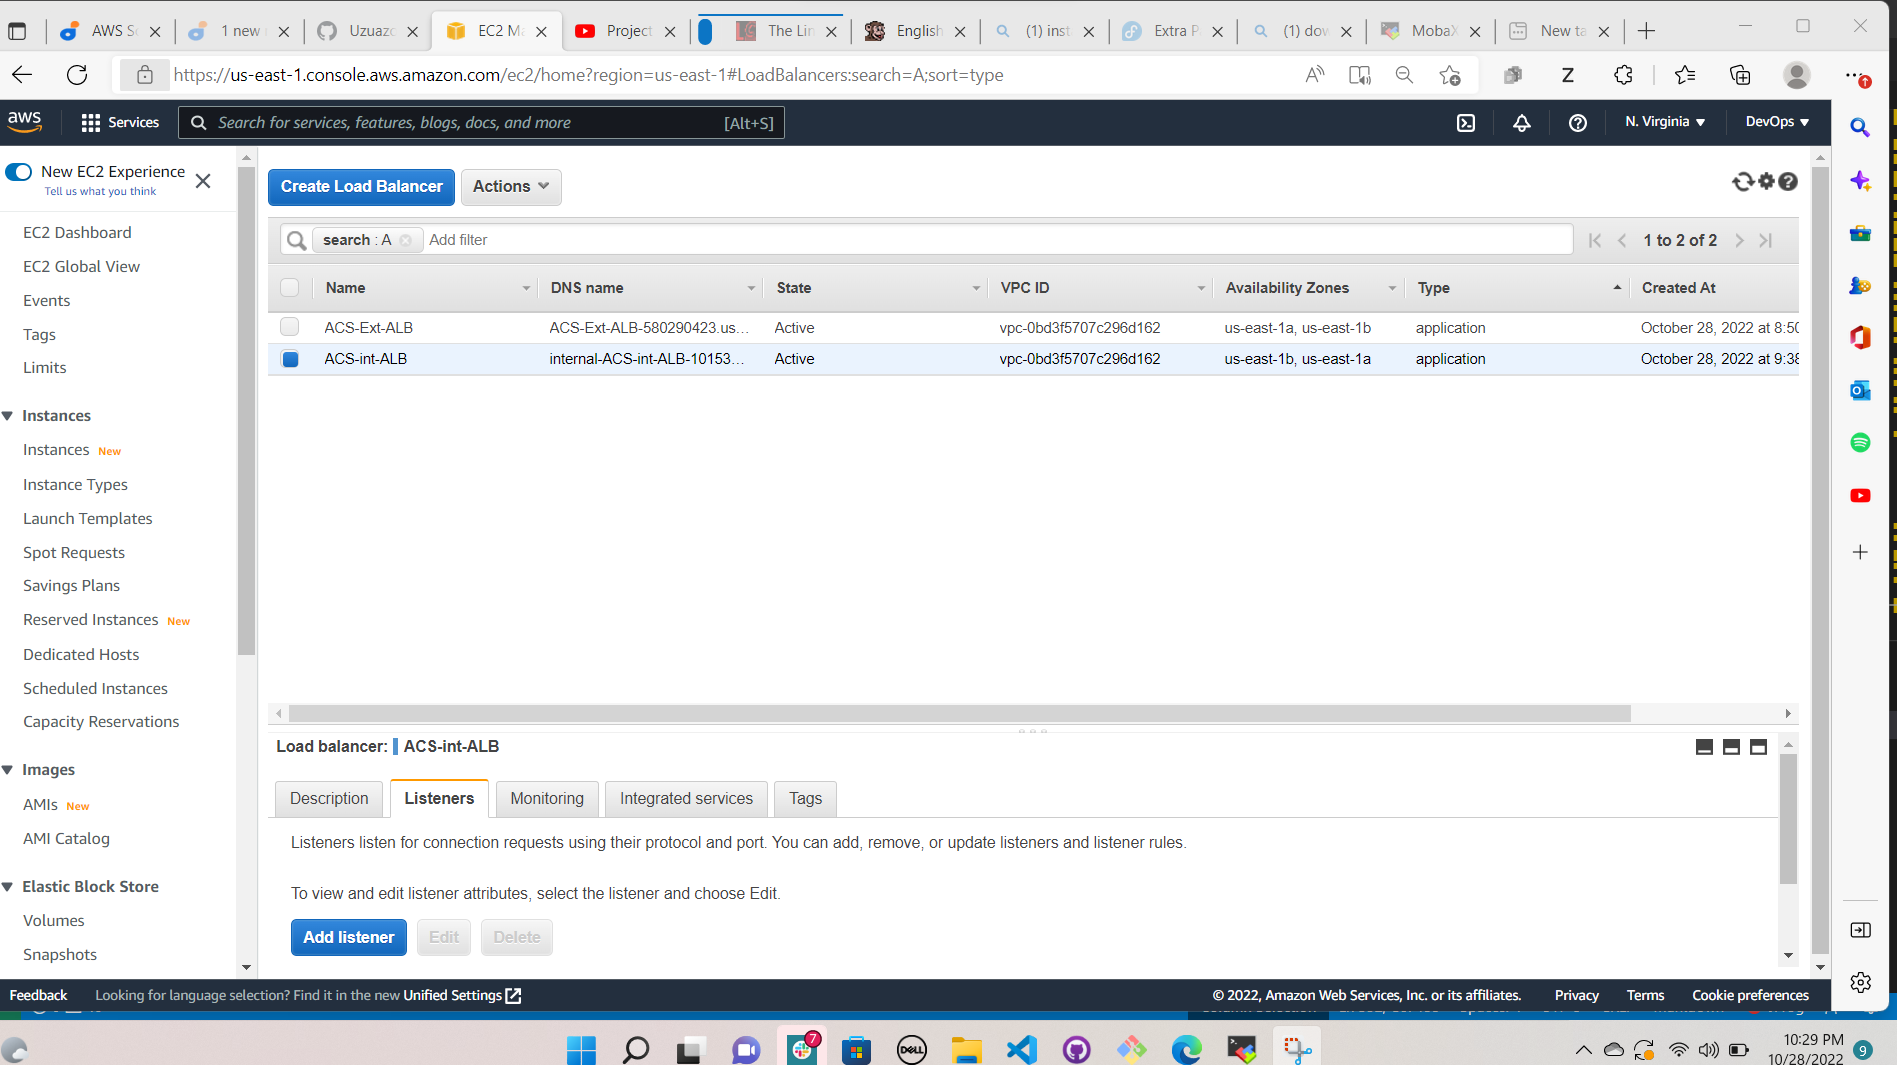 AWS So
1 new
Uzuazo
EC2 Ma
Project
The Lin
English
(1) inst
Extra P
(1) dow
MobaX
New ta
https://us-east-1.console.aws.amazon.com/ec2/home?region=us-east-1#LoadBalancers:search=A;sort=type
A
Z
aws
Services
Search for services, features, blogs, docs, and more
[Alt+S]
N. Virginia
DevOps
New EC2 Experience
Tell us what you think
EC2 Dashboard
EC2 Global View
Events
Tags
Limits
Instances
Instances New
Instance Types
Launch Templates
Spot Requests
Savings Plans
Reserved Instances New
Dedicated Hosts
Scheduled Instances
Capacity Reservations
Images
AMIs New
AMI Catalog
Elastic Block Store
Volumes
Snapshots
Create Load Balancer
Actions
search : A
Add filter
1 to 2 of 2
Name DNS name State VPC ID Availability Zones Type Created At
ACS-Ext-ALB ACS-Ext-ALB-580290423.us... Active vpc-0bd3f5707c296d162 us-east-1a, us-east-1b application October 28, 2022 at 8:50
ACS-int-ALB internal-ACS-int-ALB-10153... Active vpc-0bd3f5707c296d162 us-east-1b, us-east-1a application October 28, 2022 at 9:38
Load balancer: ACS-int-ALB
Description
Listeners
Monitoring
Integrated services
Tags
Listeners listen for connection requests using their protocol and port. You can add, remove, or update listeners and listener rules.
To view and edit listener attributes, select the listener and choose Edit.
Add listener
Edit
Delete
Feedback
Looking for language selection? Find it in the new Unified Settings
© 2022, Amazon Web Services, Inc. or its affiliates.
Privacy
Terms
Cookie preferences
7
DELL
10:29 PM
10/28/2022
9